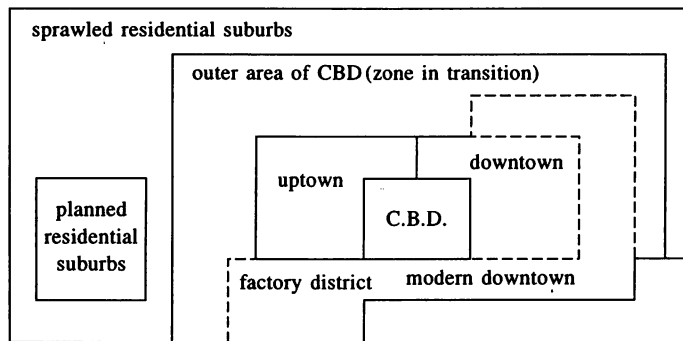 sprawled residential suburbs
outer area of CBD (zone in transition)
uptown
downtown
C.B.D.
planned
residential
suburbs
factory district
modern downtown